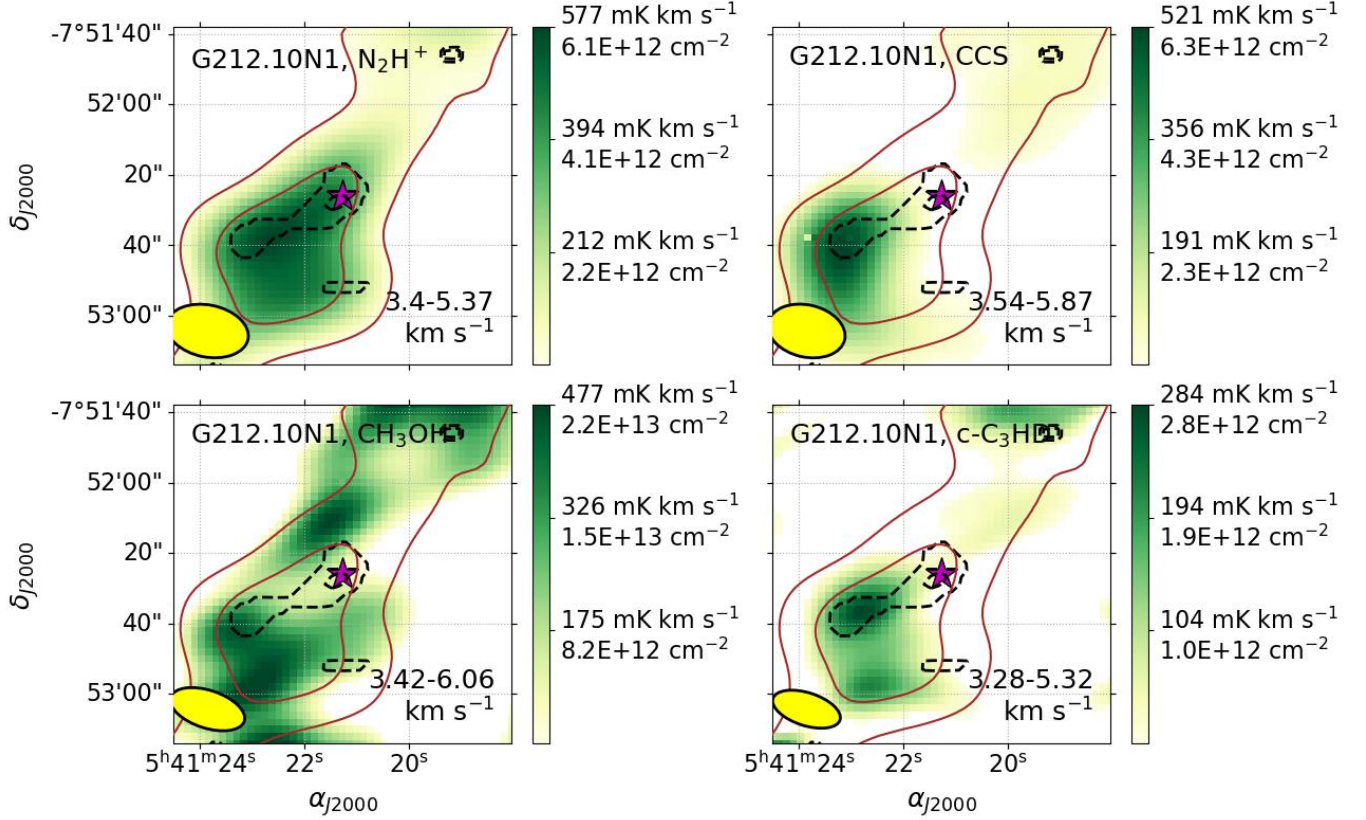 G212.10N1, N₂H⁺
-7°51'40"
52'00"
20"
40"
53'00"
δJ2000
3.4-5.37
km s⁻¹
577 mK km s⁻¹
6.1E+12 cm⁻²
394 mK km s⁻¹
4.1E+12 cm⁻²
212 mK km s⁻¹
2.2E+12 cm⁻²
G212.10N1, CCS
3.54-5.87
km s⁻¹
521 mK km s⁻¹
6.3E+12 cm⁻²
356 mK km s⁻¹
4.3E+12 cm⁻²
191 mK km s⁻¹
2.3E+12 cm⁻²
G212.10N1, CH₃OH
-7°51'40"
52'00"
20"
40"
53'00"
δJ2000
3.42-6.06
km s⁻¹
5ʰ41ᵐ24ˢ 22ˢ 20ˢ
αJ2000
477 mK km s⁻¹
2.2E+13 cm⁻²
326 mK km s⁻¹
1.5E+13 cm⁻²
175 mK km s⁻¹
8.2E+12 cm⁻²
G212.10N1, c-C₃HD
3.28-5.32
km s⁻¹
5ʰ41ᵐ24ˢ 22ˢ 20ˢ
αJ2000
284 mK km s⁻¹
2.8E+12 cm⁻²
194 mK km s⁻¹
1.9E+12 cm⁻²
104 mK km s⁻¹
1.0E+12 cm⁻²